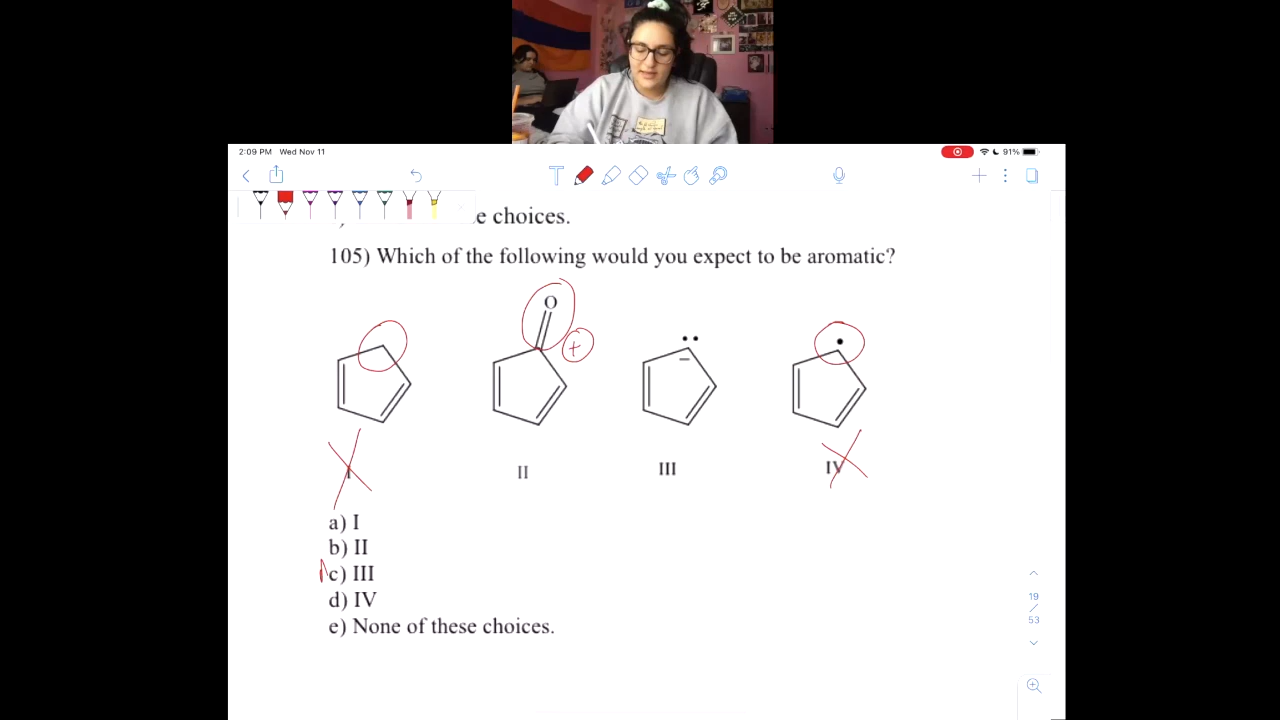 2:09 PM Wed Nov 11
91%
T
e choices.
105) Which of the following would you expect to be aromatic?
O
+
I
II
III
IV
a) I
b) II
c) III
d) IV
e) None of these choices.
19
/
53